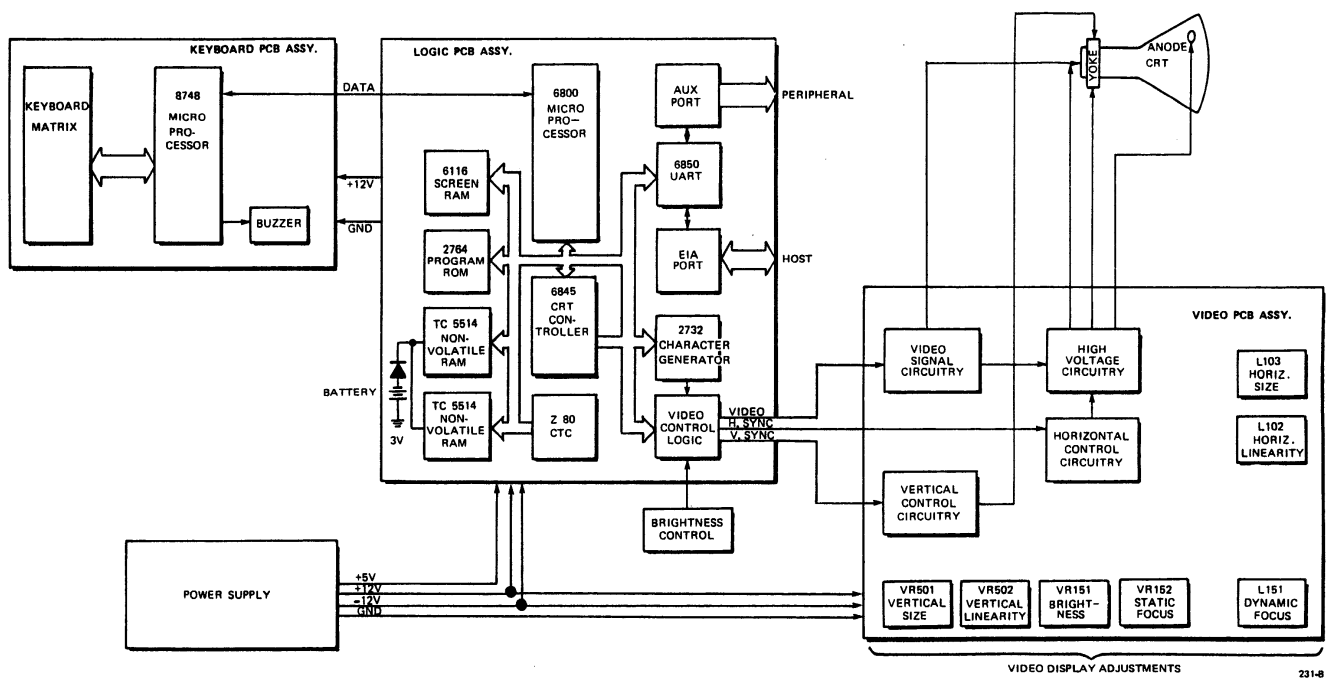 KEYBOARD PCB ASSY.
KEYBOARD
MATRIX
8748
MICRO
PRO-
CESSOR
BUZZER
DATA
+12V
GND
LOGIC PCB ASSY.
6800
MICRO
PRO-
CESSOR
AUX
PORT
PERIPHERAL
6116
SCREEN
RAM
6850
UART
2764
PROGRAM
ROM
EIA
PORT
HOST
6845
CRT
CON-
TROLLER
TC 5514
NON-
VOLATILE
RAM
2732
CHARACTER
GENERATOR
BATTERY
3V
TC 5514
NON-
VOLATILE
RAM
Z 80
CTC
VIDEO
CONTROL
LOGIC
VIDEO
H. SYNC
V. SYNC
BRIGHTNESS
CONTROL
YOKE
ANODE
CRT
VIDEO PCB ASSY.
VIDEO
SIGNAL
CIRCUITRY
HIGH
VOLTAGE
CIRCUITRY
L103
HORIZ.
SIZE
HORIZONTAL
CONTROL
CIRCUITRY
L102
HORIZ.
LINEARITY
VERTICAL
CONTROL
CIRCUITRY
POWER SUPPLY
+5V
+12V
-12V
GND
VR501
VERTICAL
SIZE
VR502
VERTICAL
LINEARITY
VR151
BRIGHT-
NESS
VR152
STATIC
FOCUS
L151
DYNAMIC
FOCUS
VIDEO DISPLAY ADJUSTMENTS
231-B